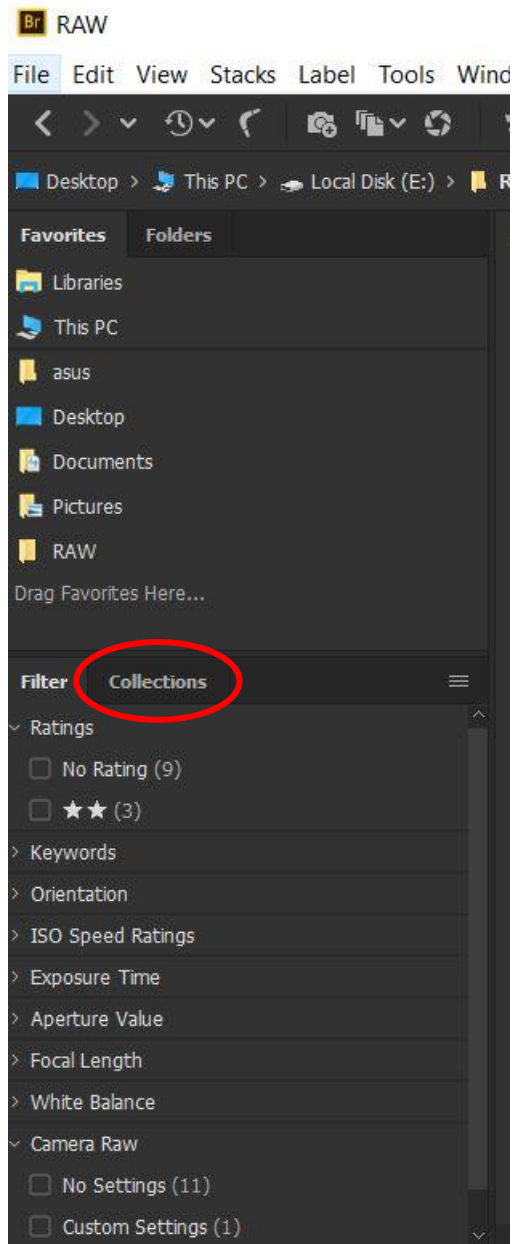 Br RAW
File Edit View Stacks Label Tools Wind
Desktop > This PC > Local Disk (E:) > R
Favorites Folders
Libraries
This PC
asus
Desktop
Documents
Pictures
RAW
Drag Favorites Here...
Filter Collections
Ratings
No Rating (9)
★★ (3)
Keywords
Orientation
ISO Speed Ratings
Exposure Time
Aperture Value
Focal Length
White Balance
Camera Raw
No Settings (11)
Custom Settings (1)